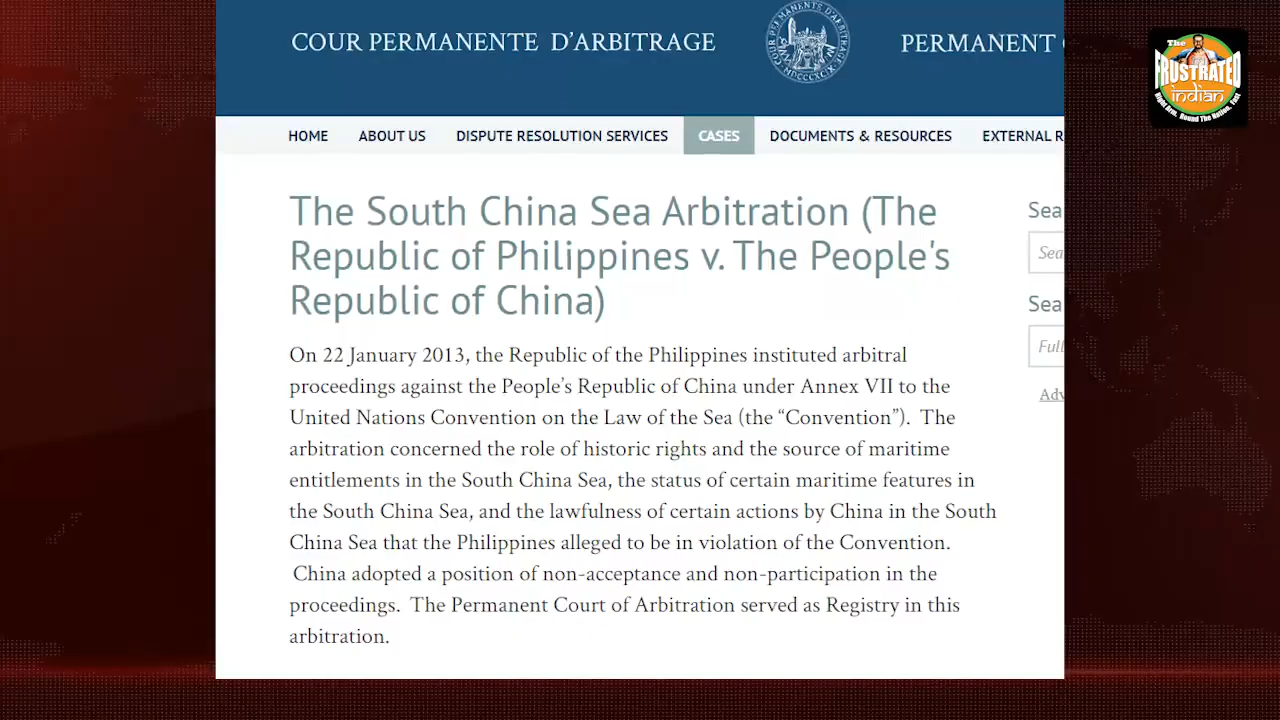 COUR PERMANENTE D'ARBITRAGE
PERMANENT
The
FRUSTRATED
indian
Right Arm. Round The Nation. Fast
HOME ABOUT US DISPUTE RESOLUTION SERVICES CASES DOCUMENTS & RESOURCES EXTERNAL R
The South China Sea Arbitration (The
Republic of Philippines v. The People's
Republic of China)
Sea
Sea
Sea
Full
Adv
On 22 January 2013, the Republic of the Philippines instituted arbitral
proceedings against the People’s Republic of China under Annex VII to the
United Nations Convention on the Law of the Sea (the “Convention”).  The
arbitration concerned the role of historic rights and the source of maritime
entitlements in the South China Sea, the status of certain maritime features in
the South China Sea, and the lawfulness of certain actions by China in the South
China Sea that the Philippines alleged to be in violation of the Convention.
China adopted a position of non-acceptance and non-participation in the
proceedings.  The Permanent Court of Arbitration served as Registry in this
arbitration.